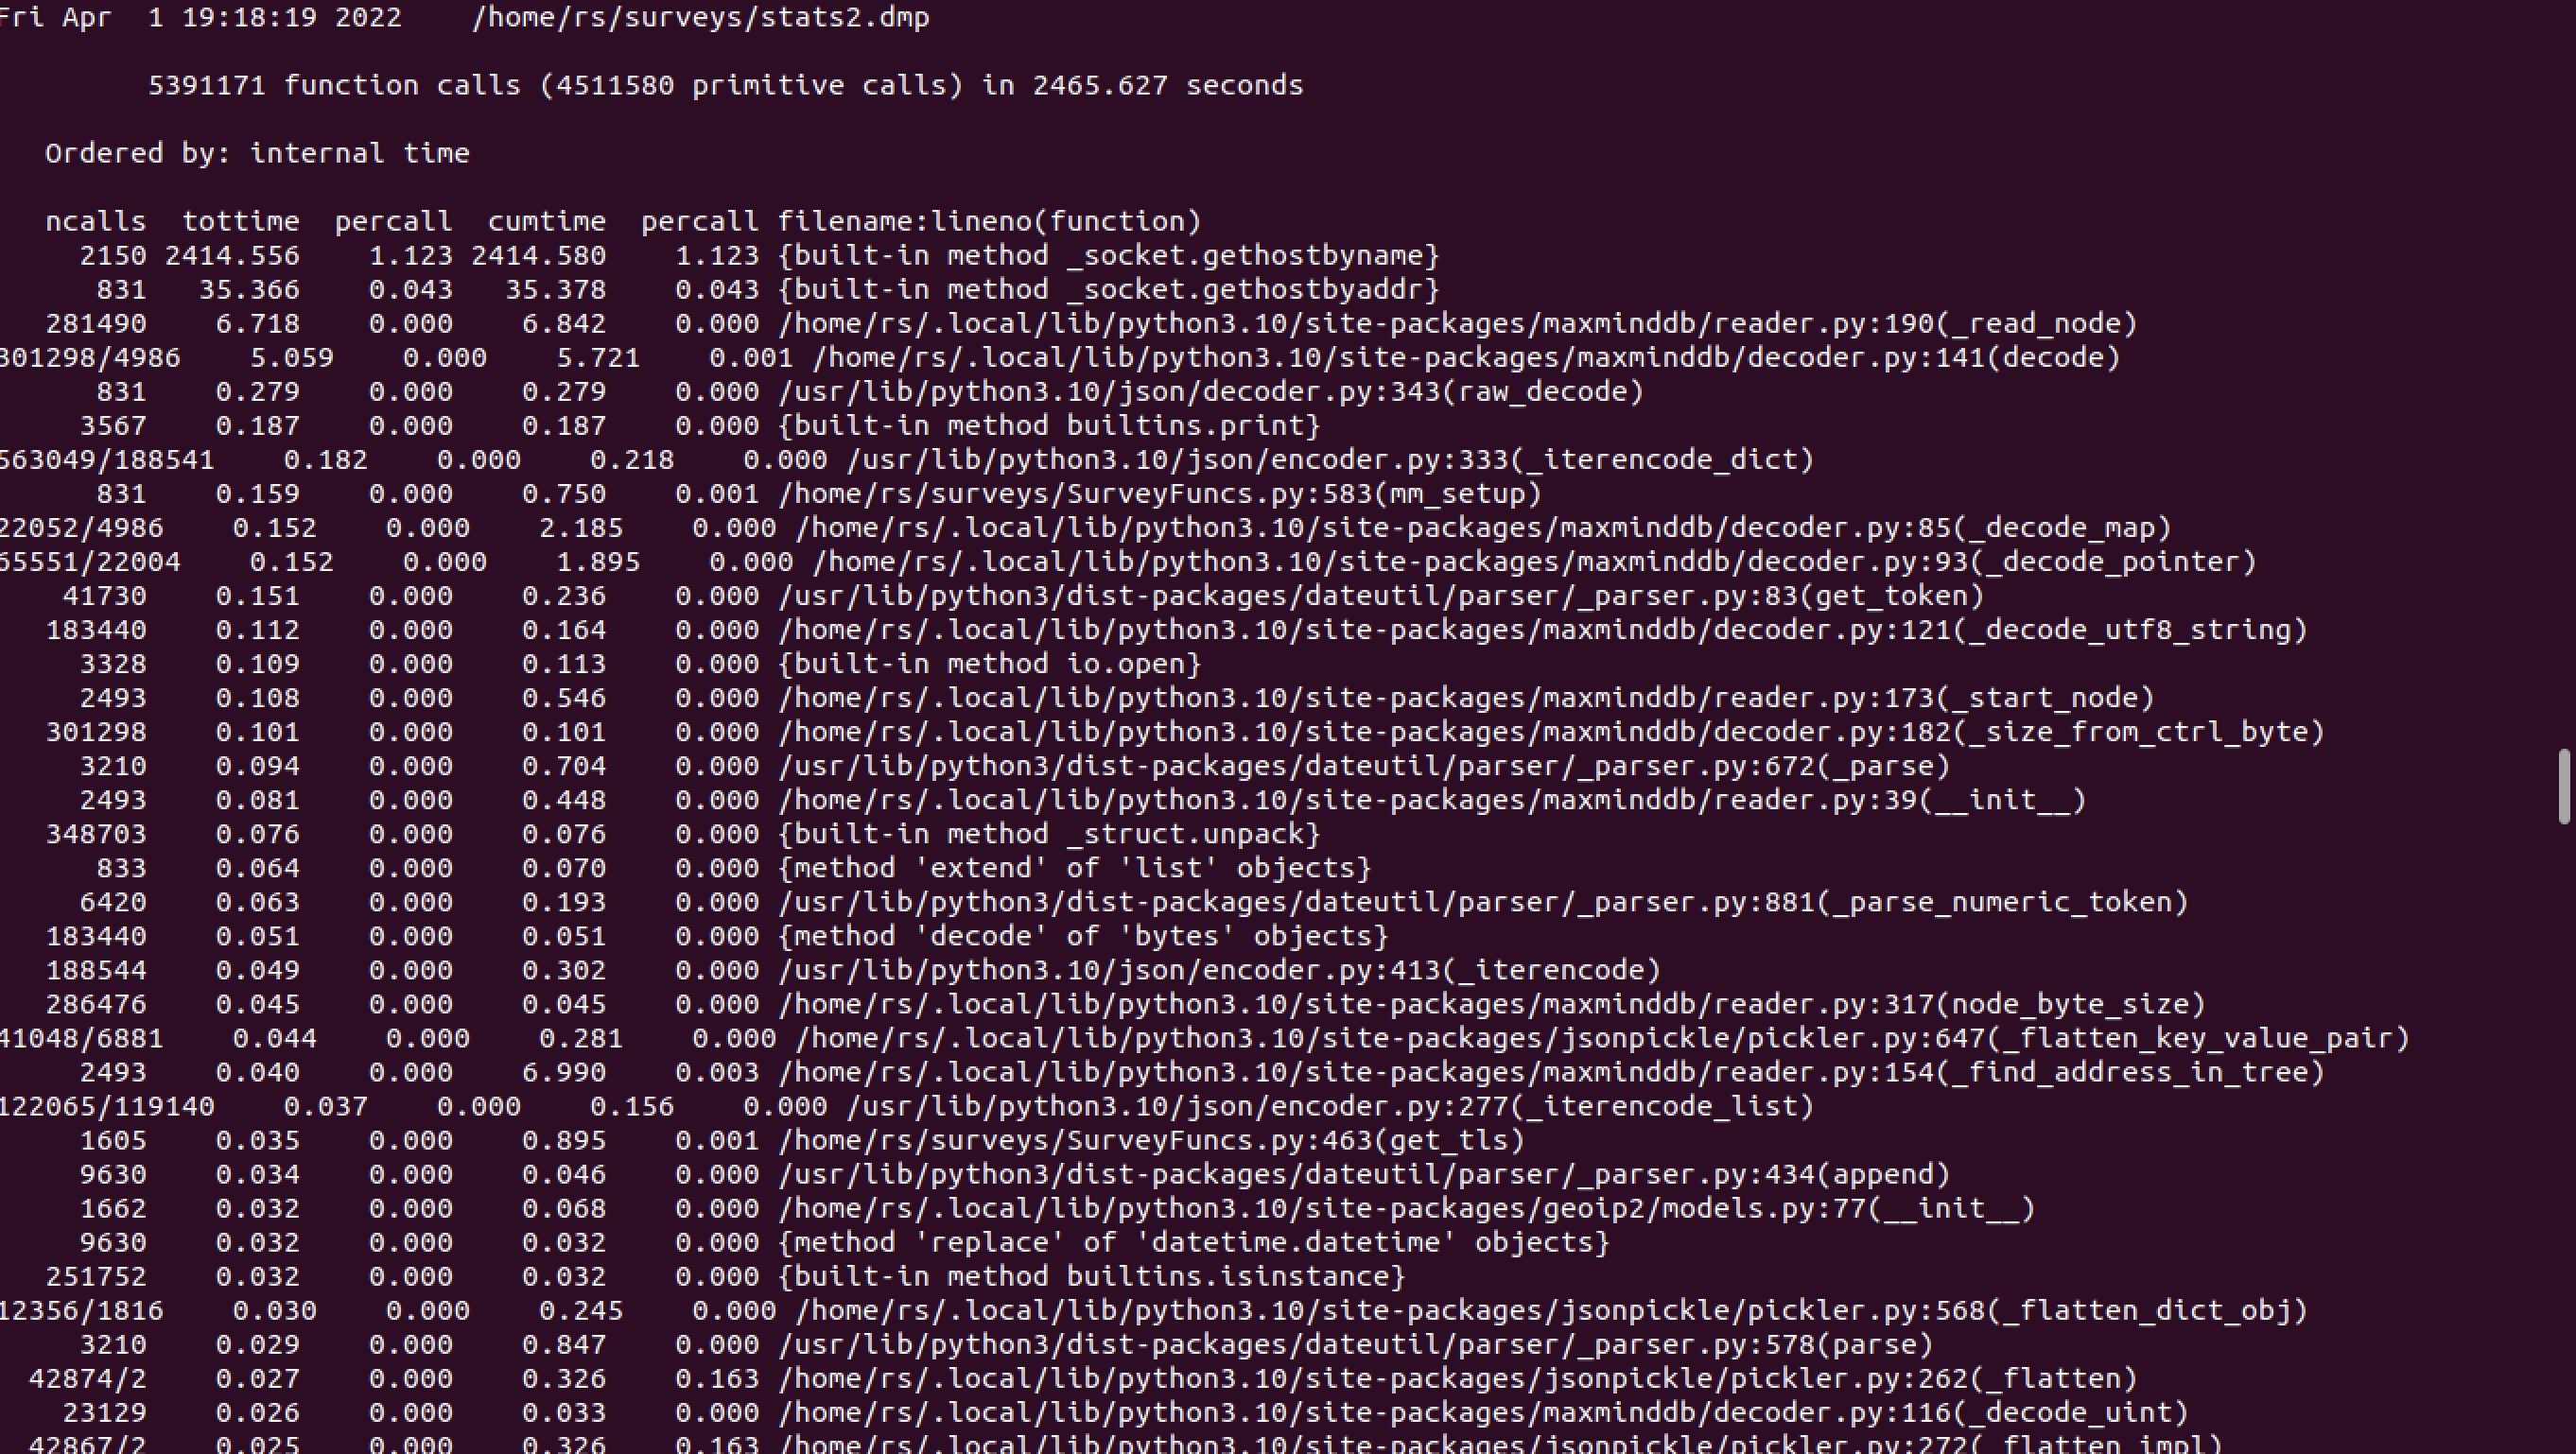 Fri Apr  1 19:18:19 2022    /home/rs/surveys/stats2.dmp
5391171 function calls (4511580 primitive calls) in 2465.627 seconds
Ordered by: internal time
ncalls  tottime  percall  cumtime  percall filename:lineno(function)
2150 2414.556    1.123 2414.580    1.123 {built-in method _socket.gethostbyname}
831   35.366    0.043   35.378    0.043 {built-in method _socket.gethostbyaddr}
281490    6.718    0.000    6.842    0.000 /home/rs/.local/lib/python3.10/site-packages/maxminddb/reader.py:190(_read_node)
301298/4986    5.059    0.000    5.721    0.001 /home/rs/.local/lib/python3.10/site-packages/maxminddb/decoder.py:141(decode)
831    0.279    0.000    0.279    0.000 /usr/lib/python3.10/json/decoder.py:343(raw_decode)
3567    0.187    0.000    0.187    0.000 {built-in method builtins.print}
563049/188541    0.182    0.000    0.218    0.000 /usr/lib/python3.10/json/encoder.py:333(_iterencode_dict)
831    0.159    0.000    0.750    0.001 /home/rs/surveys/SurveyFuncs.py:583(mm_setup)
22052/4986    0.152    0.000    2.185    0.000 /home/rs/.local/lib/python3.10/site-packages/maxminddb/decoder.py:85(_decode_map)
65551/22004    0.152    0.000    1.895    0.000 /home/rs/.local/lib/python3.10/site-packages/maxminddb/decoder.py:93(_decode_pointer)
41730    0.151    0.000    0.236    0.000 /usr/lib/python3/dist-packages/dateutil/parser/_parser.py:83(get_token)
183440    0.112    0.000    0.164    0.000 /home/rs/.local/lib/python3.10/site-packages/maxminddb/decoder.py:121(_decode_utf8_string)
3328    0.109    0.000    0.113    0.000 {built-in method io.open}
2493    0.108    0.000    0.546    0.000 /home/rs/.local/lib/python3.10/site-packages/maxminddb/reader.py:173(_start_node)
301298    0.101    0.000    0.101    0.000 /home/rs/.local/lib/python3.10/site-packages/maxminddb/decoder.py:182(_size_from_ctrl_byte)
3210    0.094    0.000    0.704    0.000 /usr/lib/python3/dist-packages/dateutil/parser/_parser.py:672(_parse)
2493    0.081    0.000    0.448    0.000 /home/rs/.local/lib/python3.10/site-packages/maxminddb/reader.py:39(__init__)
348703    0.076    0.000    0.076    0.000 {built-in method _struct.unpack}
833    0.064    0.000    0.070    0.000 {method 'extend' of 'list' objects}
6420    0.063    0.000    0.193    0.000 /usr/lib/python3/dist-packages/dateutil/parser/_parser.py:881(_parse_numeric_token)
183440    0.051    0.000    0.051    0.000 {method 'decode' of 'bytes' objects}
188544    0.049    0.000    0.302    0.000 /usr/lib/python3.10/json/encoder.py:413(_iterencode)
286476    0.045    0.000    0.045    0.000 /home/rs/.local/lib/python3.10/site-packages/maxminddb/reader.py:317(node_byte_size)
41048/6881    0.044    0.000    0.281    0.000 /home/rs/.local/lib/python3.10/site-packages/jsonpickle/pickler.py:647(_flatten_key_value_pair)
2493    0.040    0.000    6.990    0.003 /home/rs/.local/lib/python3.10/site-packages/maxminddb/reader.py:154(_find_address_in_tree)
122065/119140    0.037    0.000    0.156    0.000 /usr/lib/python3.10/json/encoder.py:277(_iterencode_list)
1605    0.035    0.000    0.895    0.001 /home/rs/surveys/SurveyFuncs.py:463(get_tls)
9630    0.034    0.000    0.046    0.000 /usr/lib/python3/dist-packages/dateutil/parser/_parser.py:434(append)
1662    0.032    0.000    0.068    0.000 /home/rs/.local/lib/python3.10/site-packages/geoip2/models.py:77(__init__)
9630    0.032    0.000    0.032    0.000 {method 'replace' of 'datetime.datetime' objects}
251752    0.032    0.000    0.032    0.000 {built-in method builtins.isinstance}
12356/1816    0.030    0.000    0.245    0.000 /home/rs/.local/lib/python3.10/site-packages/jsonpickle/pickler.py:568(_flatten_dict_obj)
3210    0.029    0.000    0.847    0.000 /usr/lib/python3/dist-packages/dateutil/parser/_parser.py:578(parse)
42874/2    0.027    0.000    0.326    0.163 /home/rs/.local/lib/python3.10/site-packages/jsonpickle/pickler.py:262(_flatten)
23129    0.026    0.000    0.033    0.000 /home/rs/.local/lib/python3.10/site-packages/maxminddb/decoder.py:116(_decode_uint)
42867/2    0.025    0.000    0.326    0.163 /home/rs/.local/lib/python3.10/site-packages/jsonpickle/pickler.py:272(_flatten_impl)